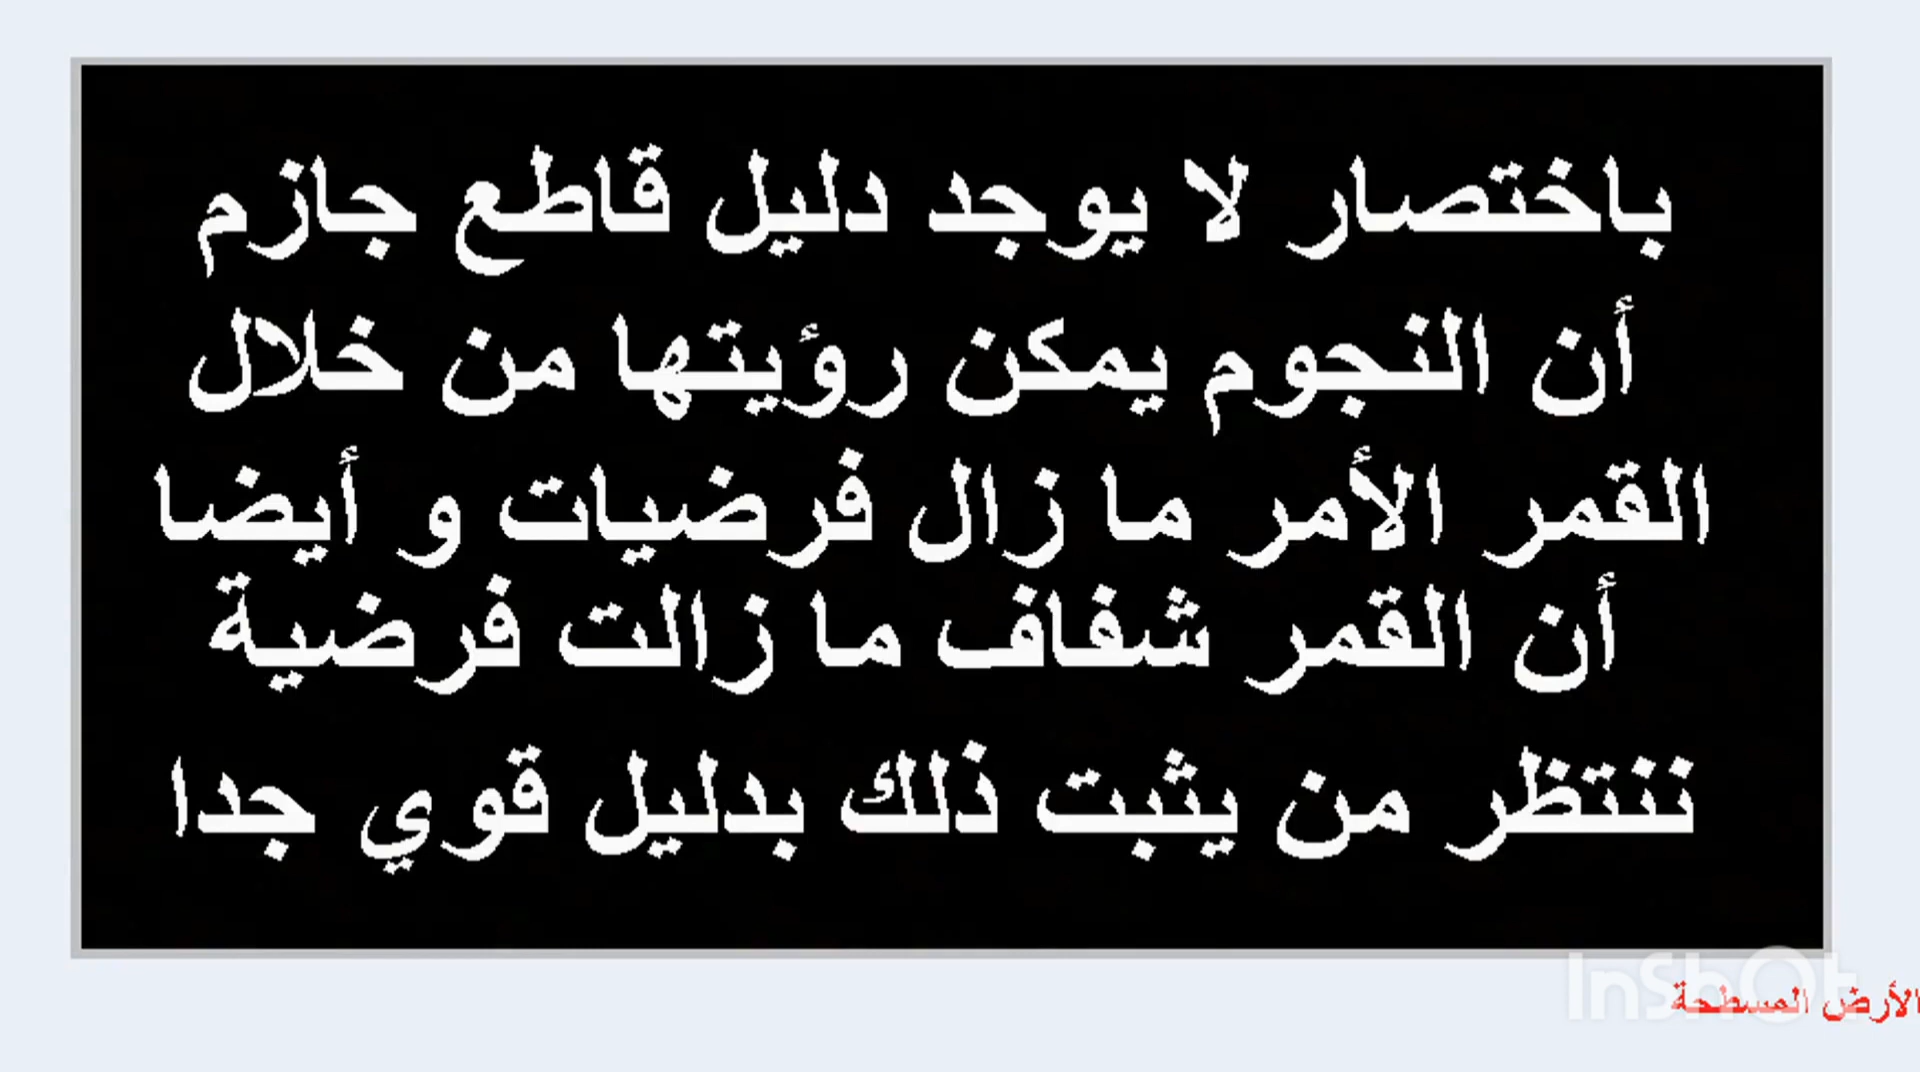 باختصار لا يوجد دليل قاطع جازم
أن النجوم يمكن رؤيتها من خلال
القمر الأمر ما زال فرضيات و أيضا
أن القمر شفاف ما زالت فرضية
ننتظر من يثبت ذلك بدليل قوي جدا
InShOt
الأرض المسطحة